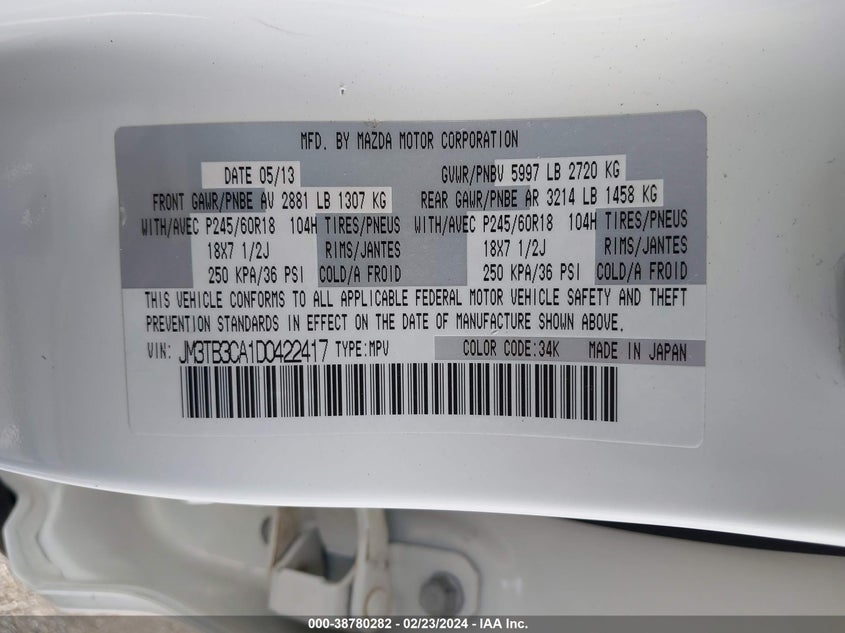 MFD. BY MAZDA MOTOR CORPORATION
DATE 05/13 GVWR/PNBV 5997 LB 2720 KG
FRONT GAWR/PNBE AV 2881 LB 1307 KG REAR GAWR/PNBE AR 3214 LB 1458 KG
WITH/AVEC P245/60R18 104H TIRES/PNEUS WITH/AVEC P245/60R18 104H TIRES/PNEUS
18X7 1/2J RIMS/JANTES 18X7 1/2J RIMS/JANTES
250 KPA/36 PSI COLD/A FROID 250 KPA/36 PSI COLD/A FROID
THIS VEHICLE CONFORMS TO ALL APPLICABLE FEDERAL MOTOR VEHICLE SAFETY AND THEFT
PREVENTION STANDARDS IN EFFECT ON THE DATE OF MANUFACTURE SHOWN ABOVE.
VIN: JM3TB3CA1D0422417 TYPE:MPV COLOR CODE:34K MADE IN JAPAN
000-38780282 - 02/23/2024 - IAA Inc.